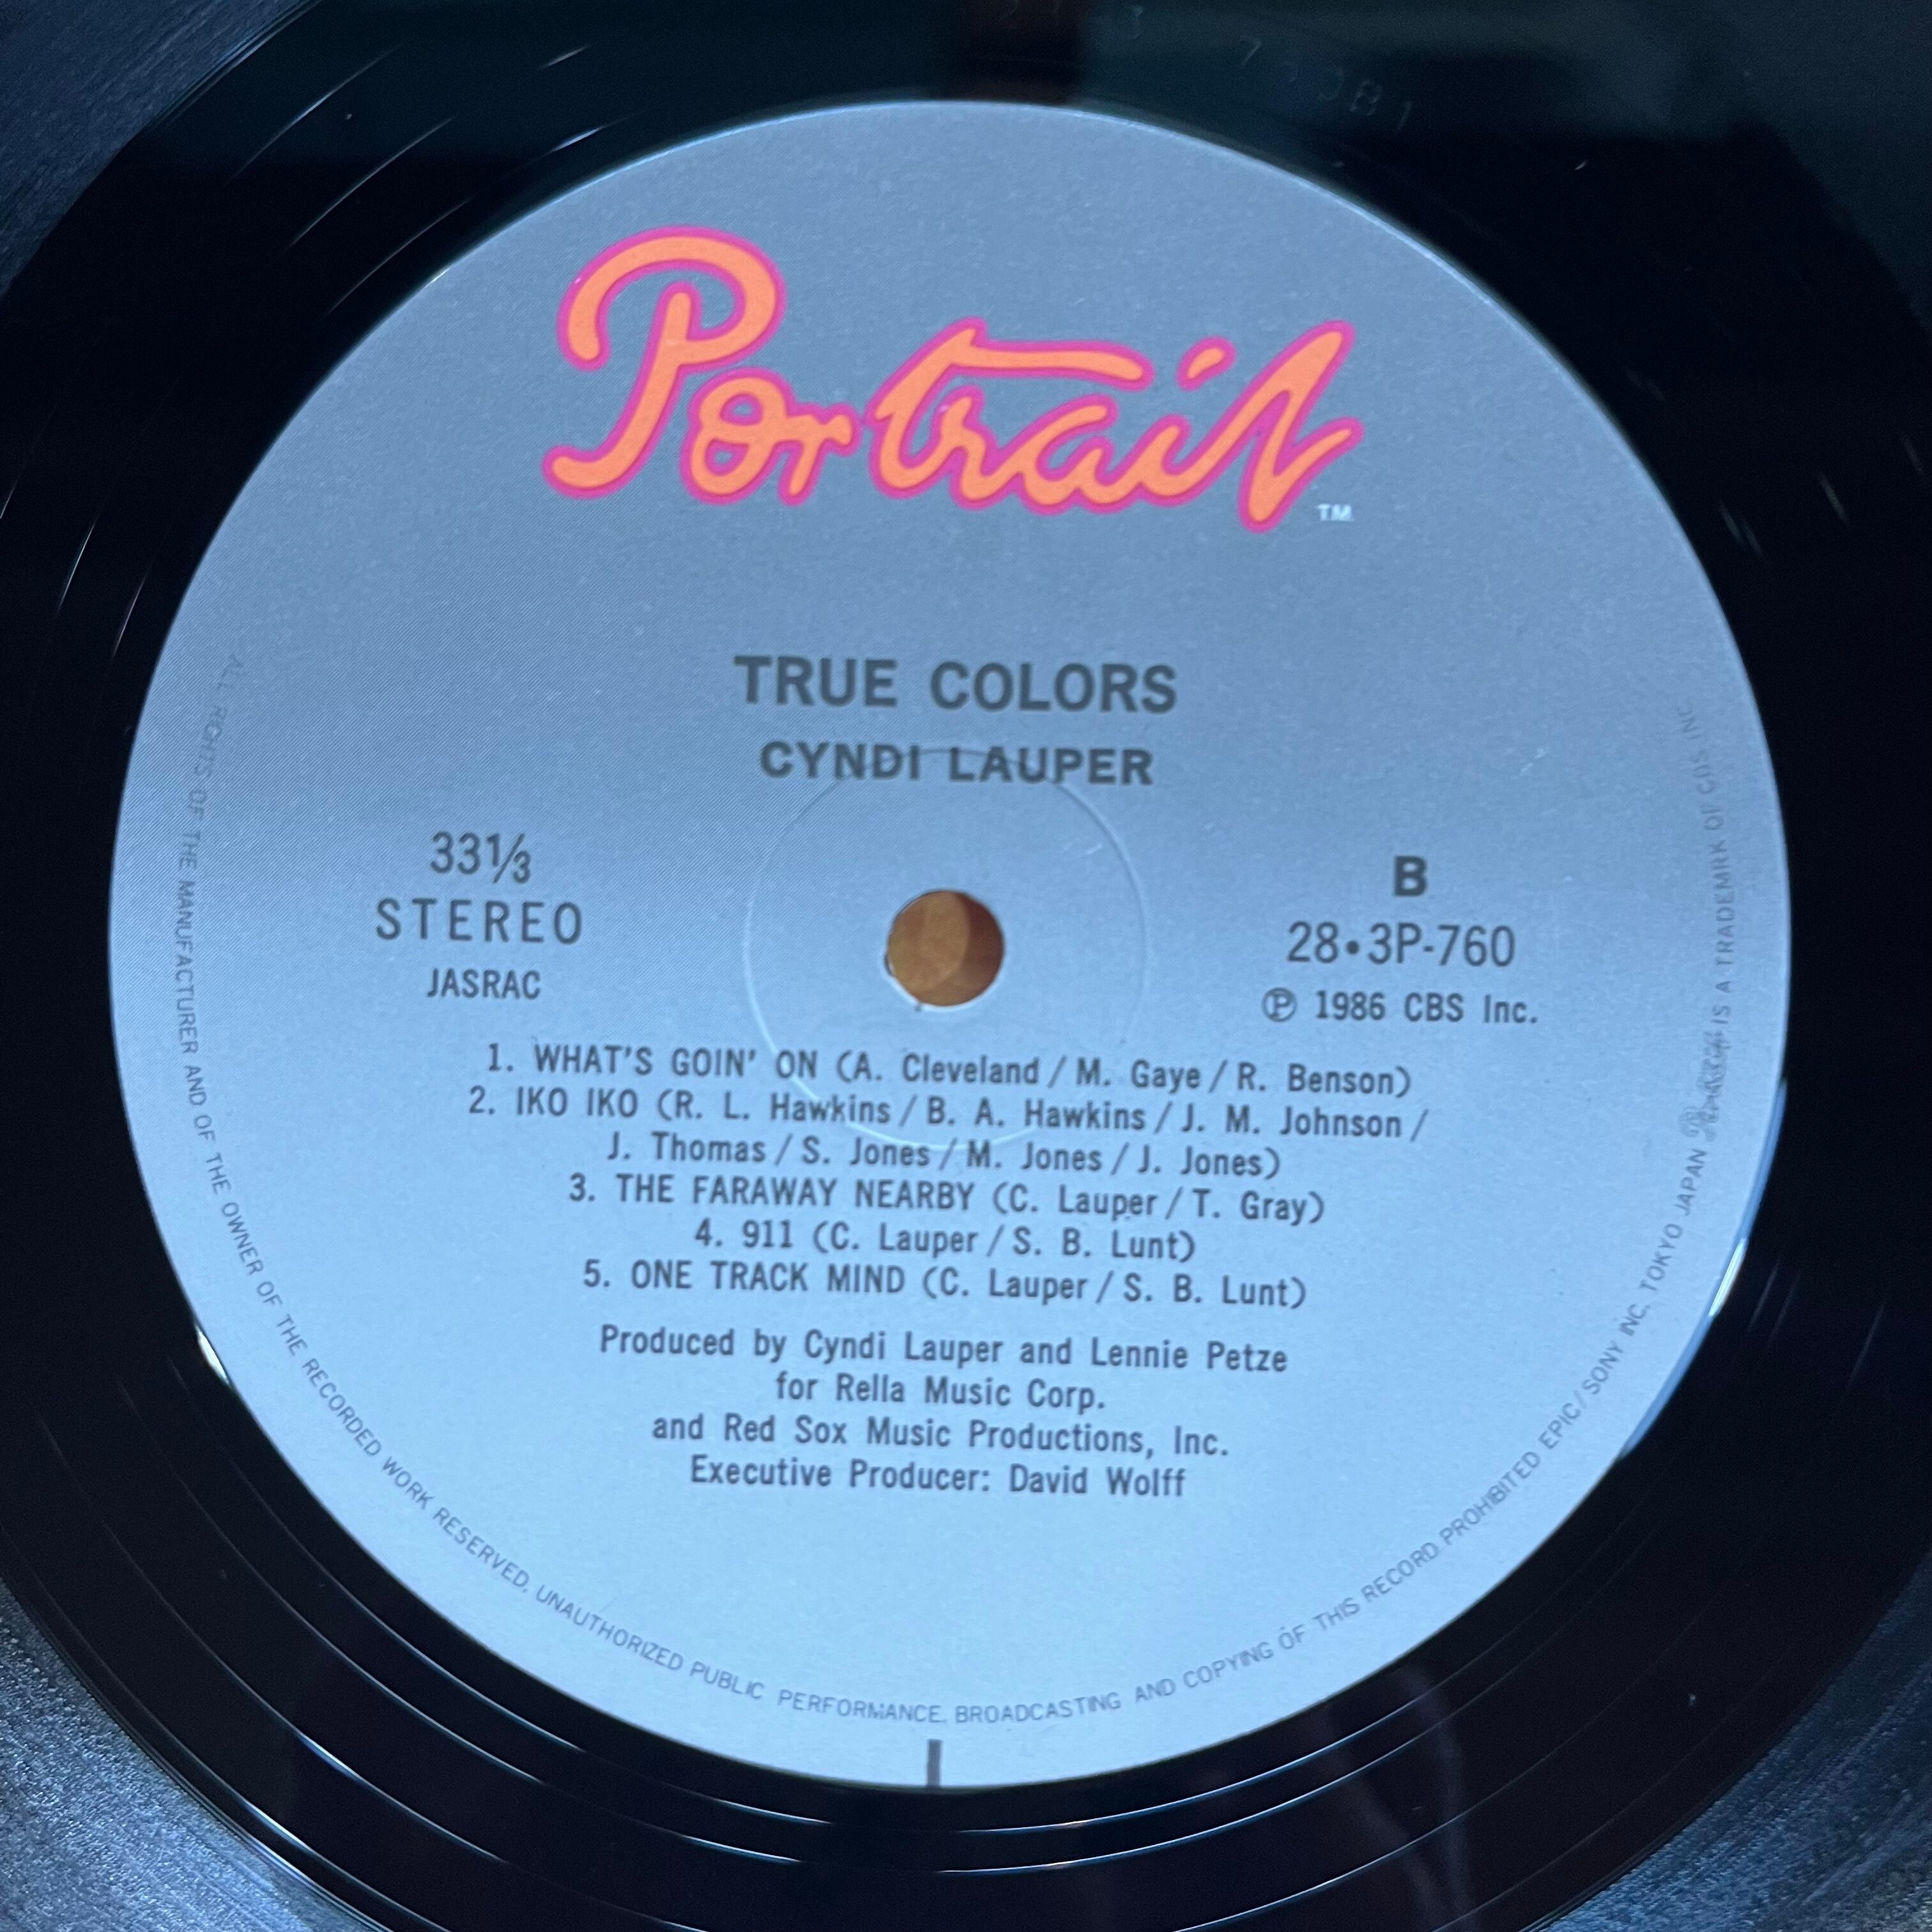 Portrait
TM
TRUE COLORS
CYNDI LAUPER
33⅓
STEREO
JASRAC
B
28•3P-760
Ⓟ 1986 CBS Inc.
1. WHAT'S GOIN' ON (A. Cleveland / M. Gaye / R. Benson)
2. IKO IKO (R. L. Hawkins / B. A. Hawkins / J. M. Johnson /
J. Thomas / S. Jones / M. Jones / J. Jones)
3. THE FARAWAY NEARBY (C. Lauper / T. Gray)
4. 911 (C. Lauper / S. B. Lunt)
5. ONE TRACK MIND (C. Lauper / S. B. Lunt)
Produced by Cyndi Lauper and Lennie Petze
for Rella Music Corp.
and Red Sox Music Productions, Inc.
Executive Producer: David Wolff
ALL RIGHTS OF THE MANUFACTURER AND OF THE OWNER OF THE RECORDED WORK RESERVED. UNAUTHORIZED PUBLIC PERFORMANCE. BROADCASTING AND COPYING OF THIS RECORD PROHIBITED EPIC/SONY INC. TOKYO JAPAN Portrait IS A TRADEMRK OF CBS INC.